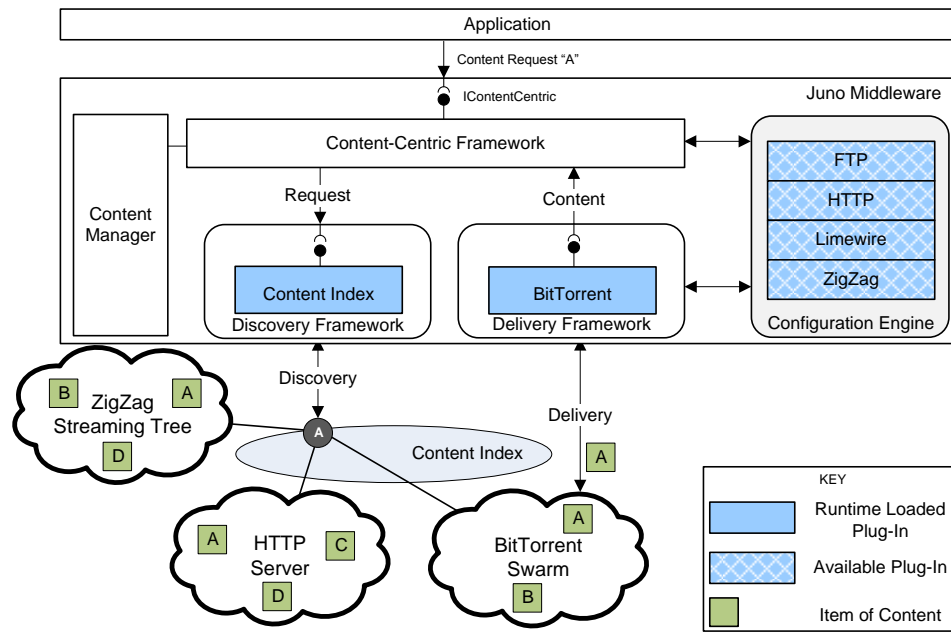 Application
Content Request “A”
IContentCentric
Juno Middleware
Content-Centric Framework
Content
Manager
Request
Content
FTP
HTTP
Limewire
ZigZag
Configuration Engine
Content Index
Discovery Framework
BitTorrent
Delivery Framework
B
ZigZag
A
Streaming Tree
D
Discovery
A
Content Index
Delivery
A
A
HTTP
C
Server
D
A
BitTorrent
Swarm
B
KEY
Runtime Loaded
Plug-In
Available Plug-In
Item of Content